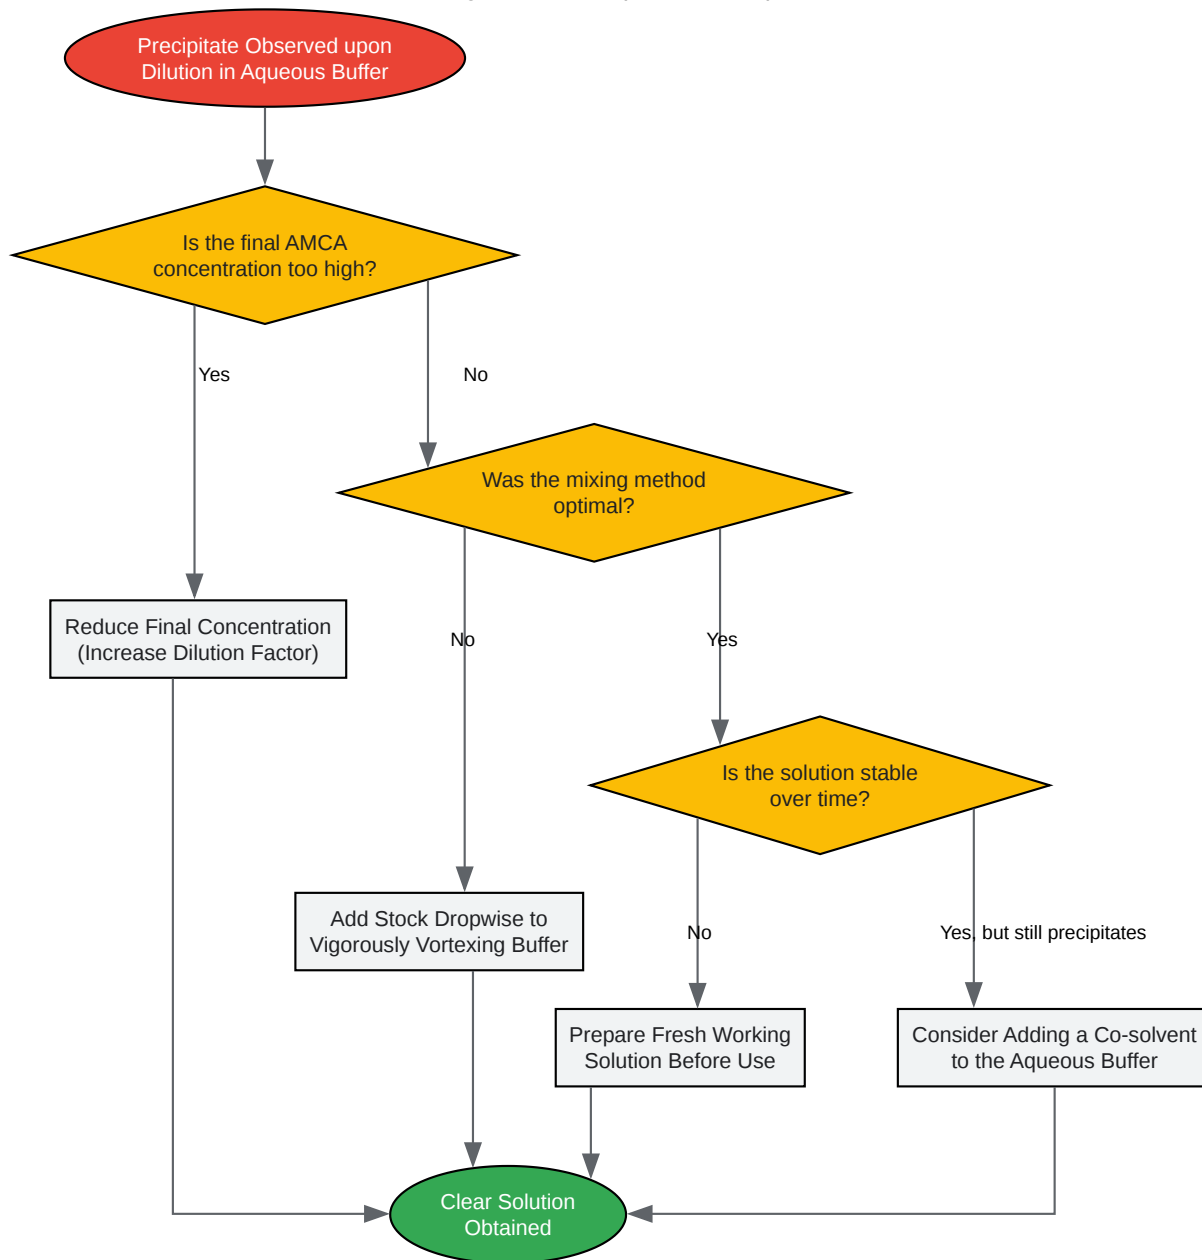 Precipitate Observed upon
Dilution in Aqueous Buffer
Is the final AMCA
concentration too high?
Yes
No
Was the mixing method
optimal?
Reduce Final Concentration
(Increase Dilution Factor)
No
Yes
Is the solution stable
over time?
Add Stock Dropwise to
Vigorously Vortexing Buffer
No
Yes, but still precipitates
Prepare Fresh Working
Solution Before Use
Consider Adding a Co-solvent
to the Aqueous Buffer
Clear Solution
Obtained